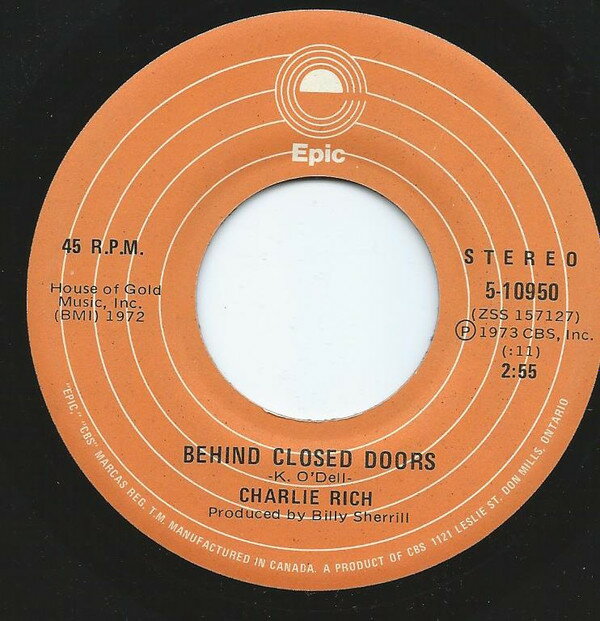 Epic
45 R.P.M.
House of Gold
Music, Inc.
(BMI) 1972
STEREO
5-10950
(ZSS 157127)
Ⓟ 1973 CBS, Inc.
(:11)
2:55
BEHIND CLOSED DOORS
-K. O'Dell-
CHARLIE RICH
Produced by Billy Sherrill
"EPIC," "CBS" MARCAS REG. T.M. MANUFACTURED IN CANADA. A PRODUCT OF CBS 1121 LESLIE ST. DON MILLS, ONTARIO